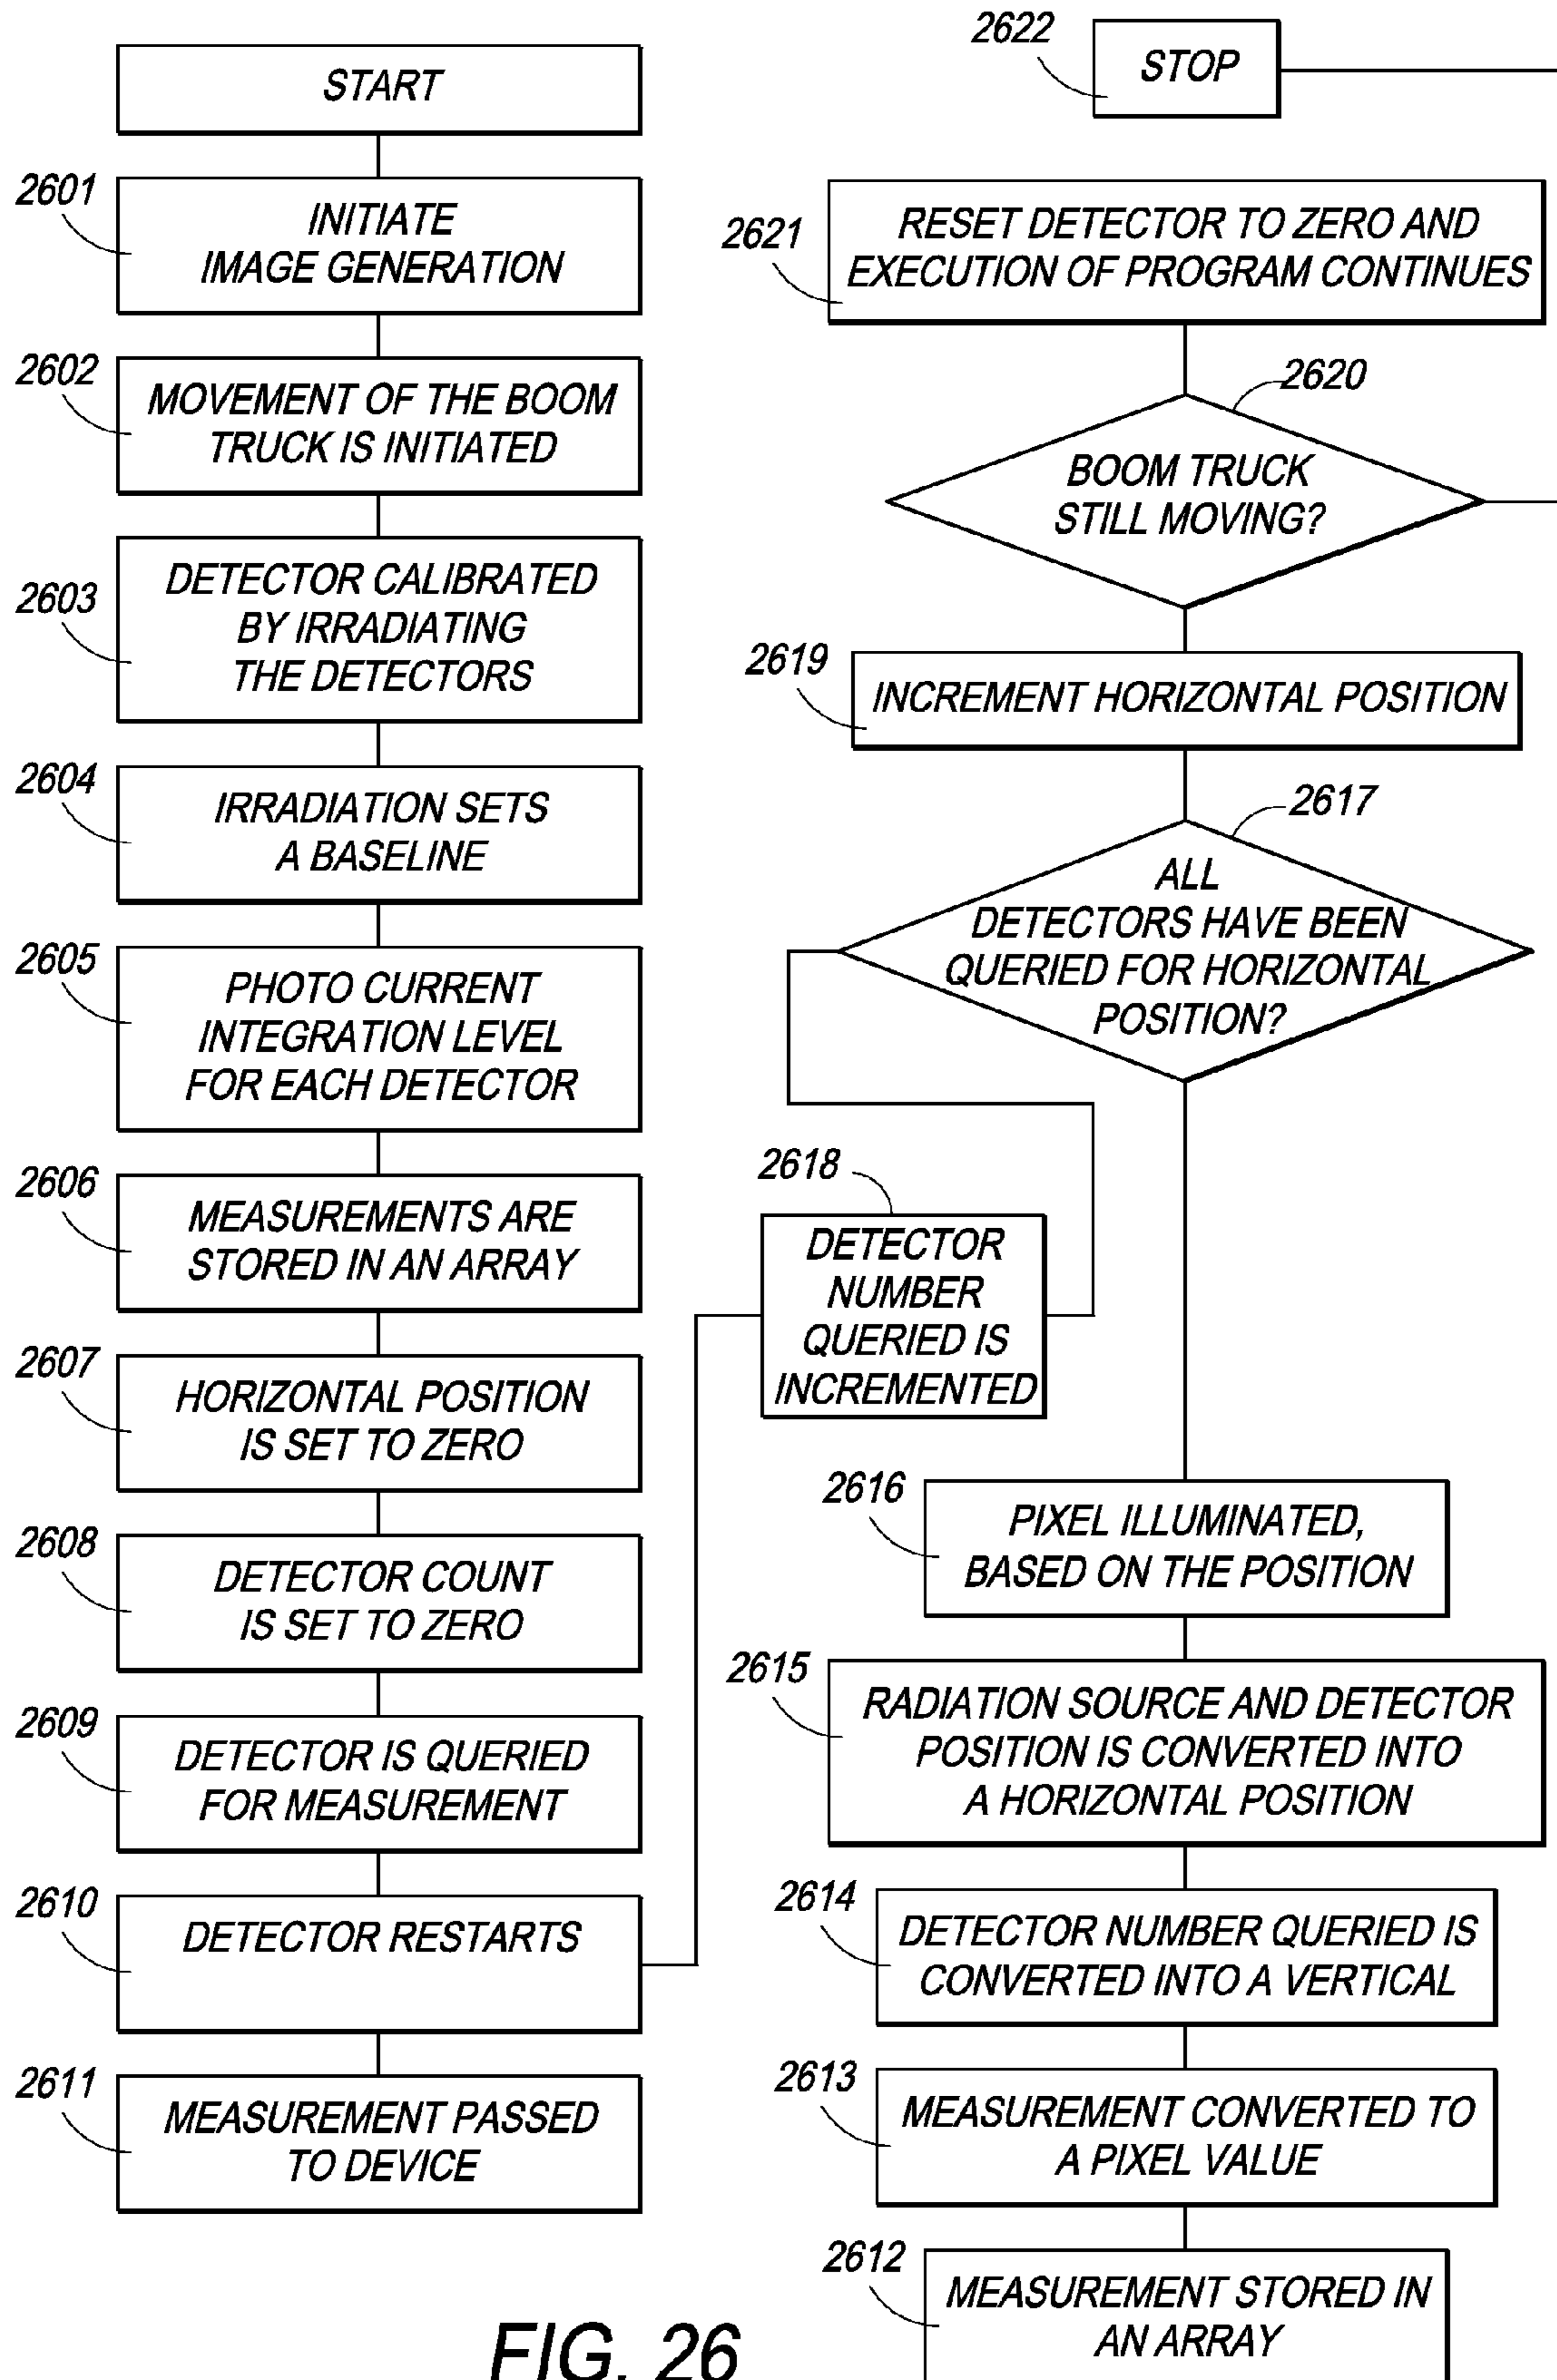 START
2601
INITIATE
IMAGE GENERATION
2602
MOVEMENT OF THE BOOM
TRUCK IS INITIATED
2603
DETECTOR CALIBRATED
BY IRRADIATING
THE DETECTORS
2604
IRRADIATION SETS
A BASELINE
2605
PHOTO CURRENT
INTEGRATION LEVEL
FOR EACH DETECTOR
2606
MEASUREMENTS ARE
STORED IN AN ARRAY
2607
HORIZONTAL POSITION
IS SET TO ZERO
2608
DETECTOR COUNT
IS SET TO ZERO
2609
DETECTOR IS QUERIED
FOR MEASUREMENT
2610
DETECTOR RESTARTS
2611
MEASUREMENT PASSED
TO DEVICE
2622
STOP
2621
RESET DETECTOR TO ZERO AND
EXECUTION OF PROGRAM CONTINUES
2620
BOOM TRUCK
STILL MOVING?
2619
INCREMENT HORIZONTAL POSITION
2617
ALL
DETECTORS HAVE BEEN
QUERIED FOR HORIZONTAL
POSITION?
2618
DETECTOR
NUMBER
QUERIED IS
INCREMENTED
2616
PIXEL ILLUMINATED,
BASED ON THE POSITION
2615
RADIATION SOURCE AND DETECTOR
POSITION IS CONVERTED INTO
A HORIZONTAL POSITION
2614
DETECTOR NUMBER QUERIED IS
CONVERTED INTO A VERTICAL
2613
MEASUREMENT CONVERTED TO
A PIXEL VALUE
2612
MEASUREMENT STORED IN
AN ARRAY
FIG. 26